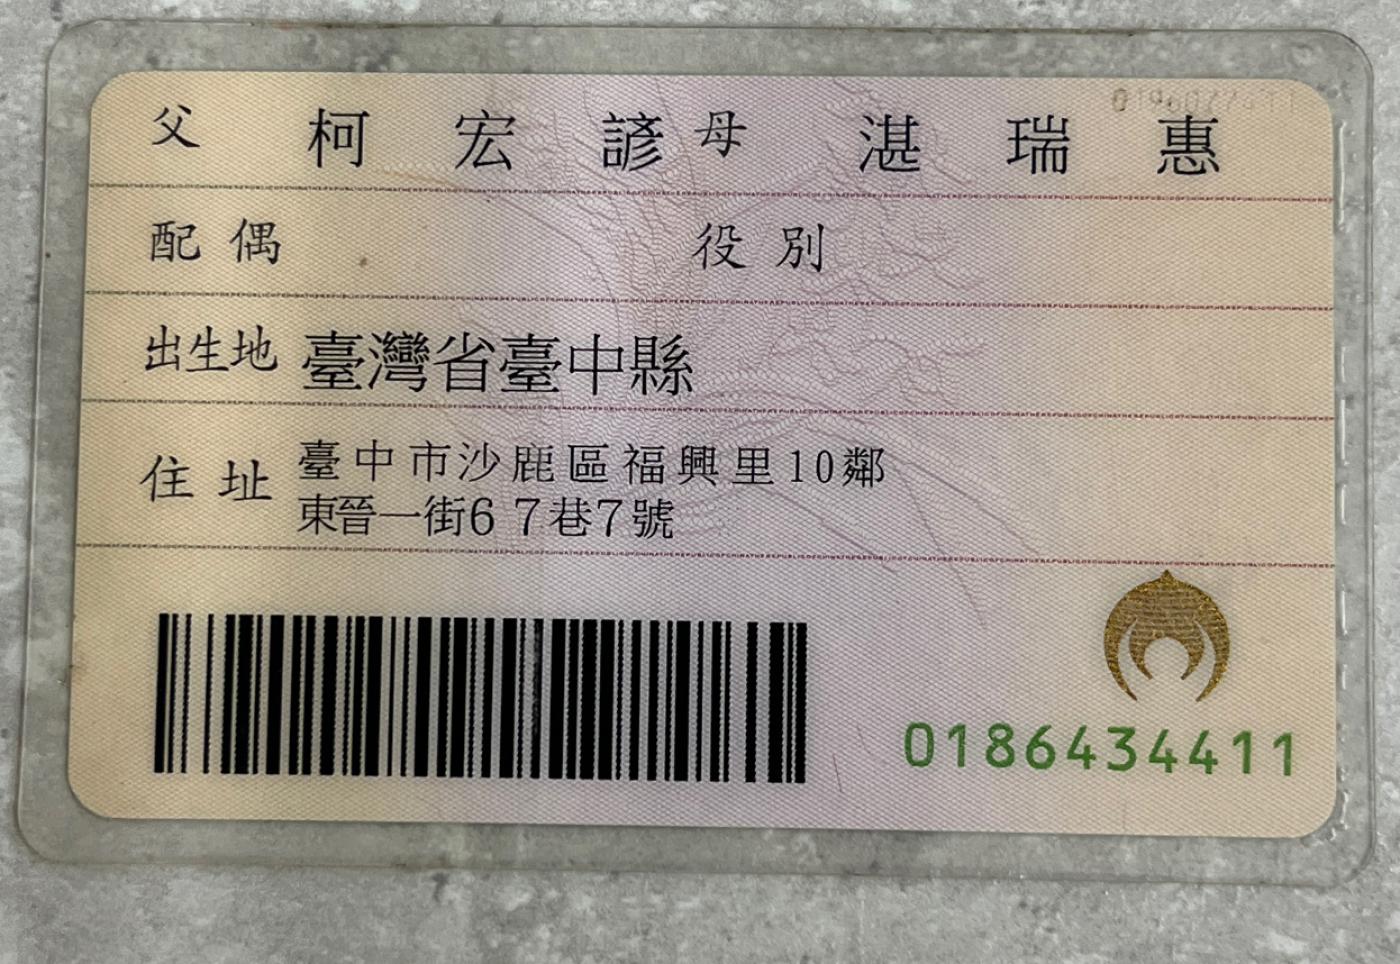 父 柯宏諺 母 湛瑞惠
配偶 役別
出生地 臺灣省臺中縣
住址 臺中市沙鹿區福興里10鄰
東晉一街67巷7號
0186434411